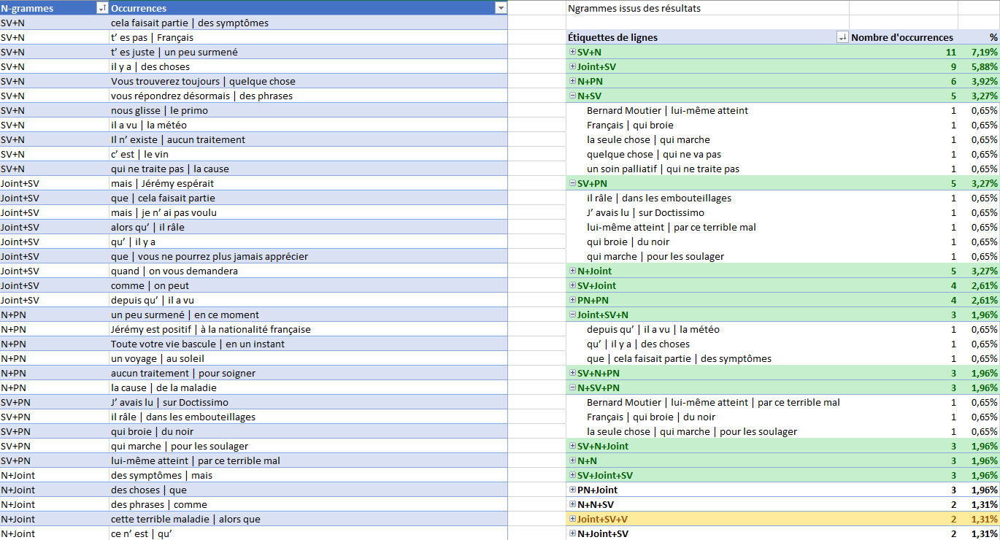 N-grammes Occurrences
SV+N cela faisait partie | des symptômes
SV+N t’ es pas | Français
SV+N t’ es juste | un peu surmené
SV+N il y a | des choses
SV+N Vous trouverez toujours | quelque chose
SV+N vous répondrez désormais | des phrases
SV+N nous glisse | le primo
SV+N il a vu | la météo
SV+N Il n’ existe | aucun traitement
SV+N c’ est | le vin
SV+N qui ne traite pas | la cause
Joint+SV mais | Jérémy espérait
Joint+SV que | cela faisait partie
Joint+SV mais | je n’ ai pas voulu
Joint+SV alors qu’ | il râle
Joint+SV qu’ | il y a
Joint+SV que | vous ne pourrez plus jamais apprécier
Joint+SV quand | on vous demandera
Joint+SV comme | on peut
Joint+SV depuis qu’ | il a vu
N+PN un peu surmené | en ce moment
N+PN Jérémy est positif | à la nationalité française
N+PN Toute votre vie bascule | en un instant
N+PN un voyage | au soleil
N+PN aucun traitement | pour soigner
N+PN la cause | de la maladie
SV+PN J’ avais lu | sur Doctissimo
SV+PN il râle | dans les embouteillages
SV+PN qui broie | du noir
SV+PN qui marche | pour les soulager
SV+PN lui-même atteint | par ce terrible mal
N+Joint des symptômes | mais
N+Joint des choses | que
N+Joint des phrases | comme
N+Joint cette terrible maladie | alors que
N+Joint ce n’ est | qu’
Ngrammes issus des résultats
Étiquettes de lignes Nombre d'occurrences %
SV+N 11 7,19%
Joint+SV 9 5,88%
N+PN 6 3,92%
N+SV 5 3,27%
Bernard Moutier | lui-même atteint 1 0,65%
Français | qui broie 1 0,65%
la seule chose | qui marche 1 0,65%
quelque chose | qui ne va pas 1 0,65%
un soin palliatif | qui ne traite pas 1 0,65%
SV+PN 5 3,27%
il râle | dans les embouteillages 1 0,65%
J’ avais lu | sur Doctissimo 1 0,65%
lui-même atteint | par ce terrible mal 1 0,65%
qui broie | du noir 1 0,65%
qui marche | pour les soulager 1 0,65%
N+Joint 5 3,27%
SV+Joint 4 2,61%
PN+PN 4 2,61%
Joint+SV+N 3 1,96%
depuis qu’ | il a vu | la météo 1 0,65%
qu’ | il y a | des choses 1 0,65%
que | cela faisait partie | des symptômes 1 0,65%
SV+N+PN 3 1,96%
N+SV+PN 3 1,96%
Bernard Moutier | lui-même atteint | par ce terrible mal 1 0,65%
Français | qui broie | du noir 1 0,65%
la seule chose | qui marche | pour les soulager 1 0,65%
SV+N+Joint 3 1,96%
N+N 3 1,96%
SV+Joint+SV 3 1,96%
PN+Joint 3 1,96%
N+N+SV 2 1,31%
Joint+SV+V 2 1,31%
N+Joint+SV 2 1,31%